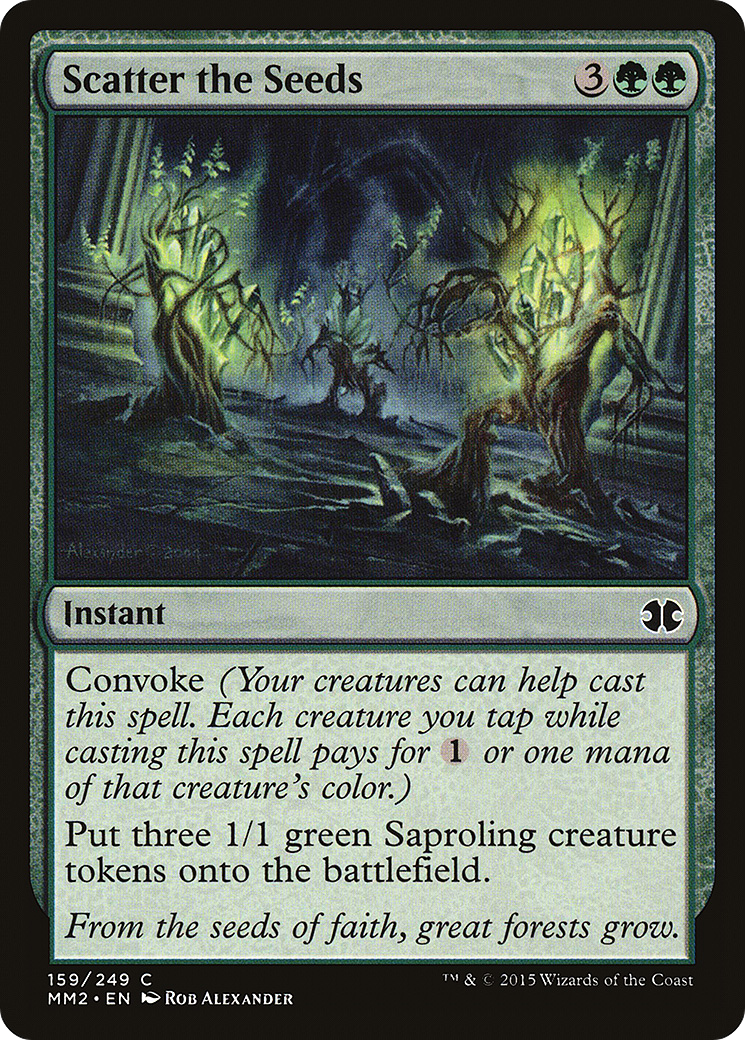 Scatter the Seeds 3
Alexander © 2004
Instant
Convoke (Your creatures can help cast
this spell. Each creature you tap while
casting this spell pays for 1 or one mana
of that creature's color.)
Put three 1/1 green Saproling creature
tokens onto the battlefield.
From the seeds of faith, great forests grow.
159/249 C
™ & © 2015 Wizards of the Coast
MM2 • EN Rob Alexander